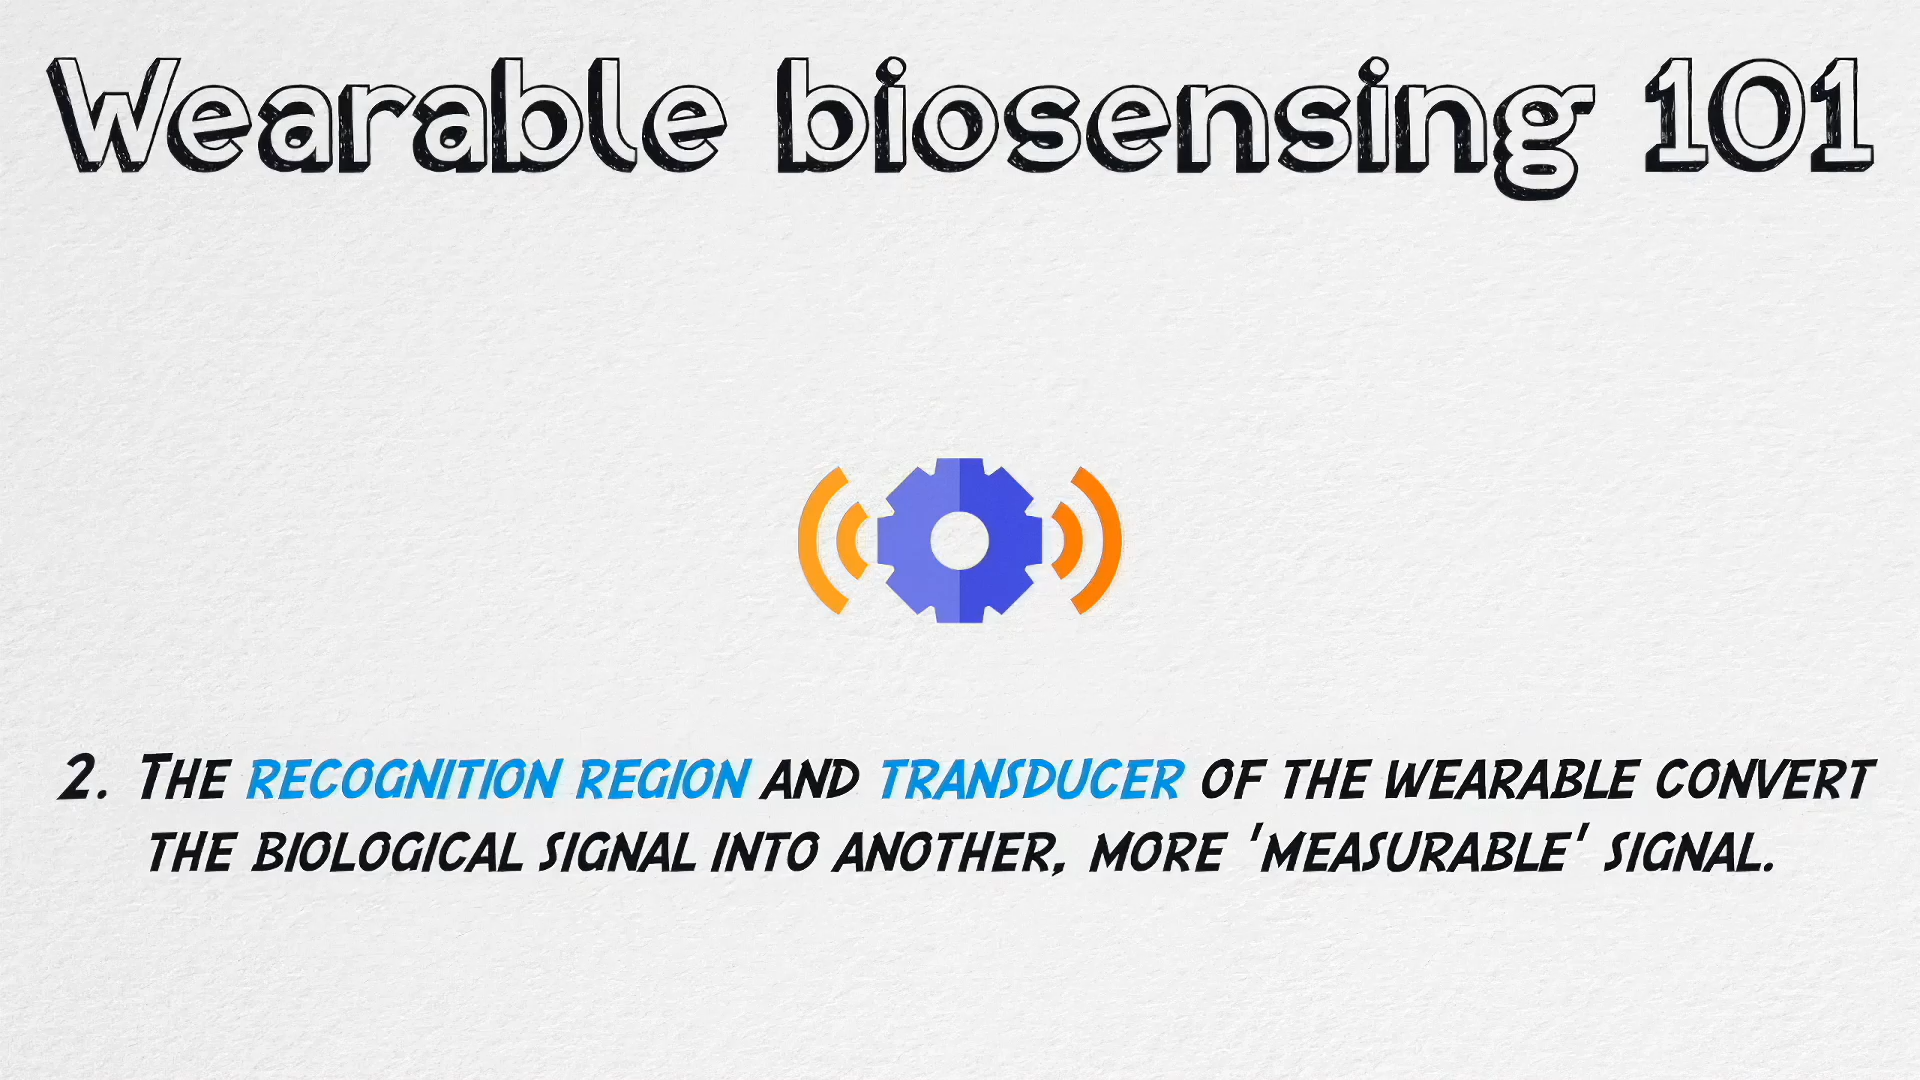 Wearable biosensing 101
2. THE RECOGNITION REGION AND TRANSDUCER OF THE WEARABLE CONVERT
THE BIOLOGICAL SIGNAL INTO ANOTHER, MORE 'MEASURABLE' SIGNAL.